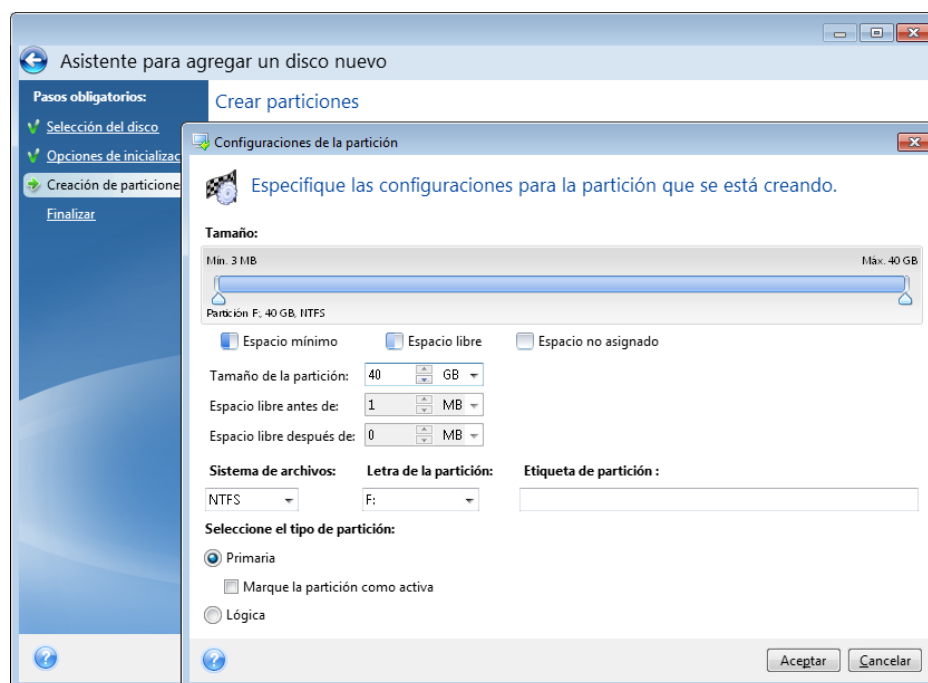 Asistente para agregar un disco nuevo
Pasos obligatorios:
Selección del disco
Opciones de inicializac
Creación de particione
Finalizar
Crear particiones
Configuraciones de la partición
Especifique las configuraciones para la partición que se está creando.
Tamaño:
Mín. 3 MB
Máx. 40 GB
Partición F:, 40 GB, NTFS
Espacio mínimo
Espacio libre
Espacio no asignado
Tamaño de la partición: 40 GB
Espacio libre antes de: 1 MB
Espacio libre después de: 0 MB
Sistema de archivos: Letra de la partición: Etiqueta de partición :
NTFS F:
Seleccione el tipo de partición:
Primaria
Marque la partición como activa
Lógica
Aceptar Cancelar